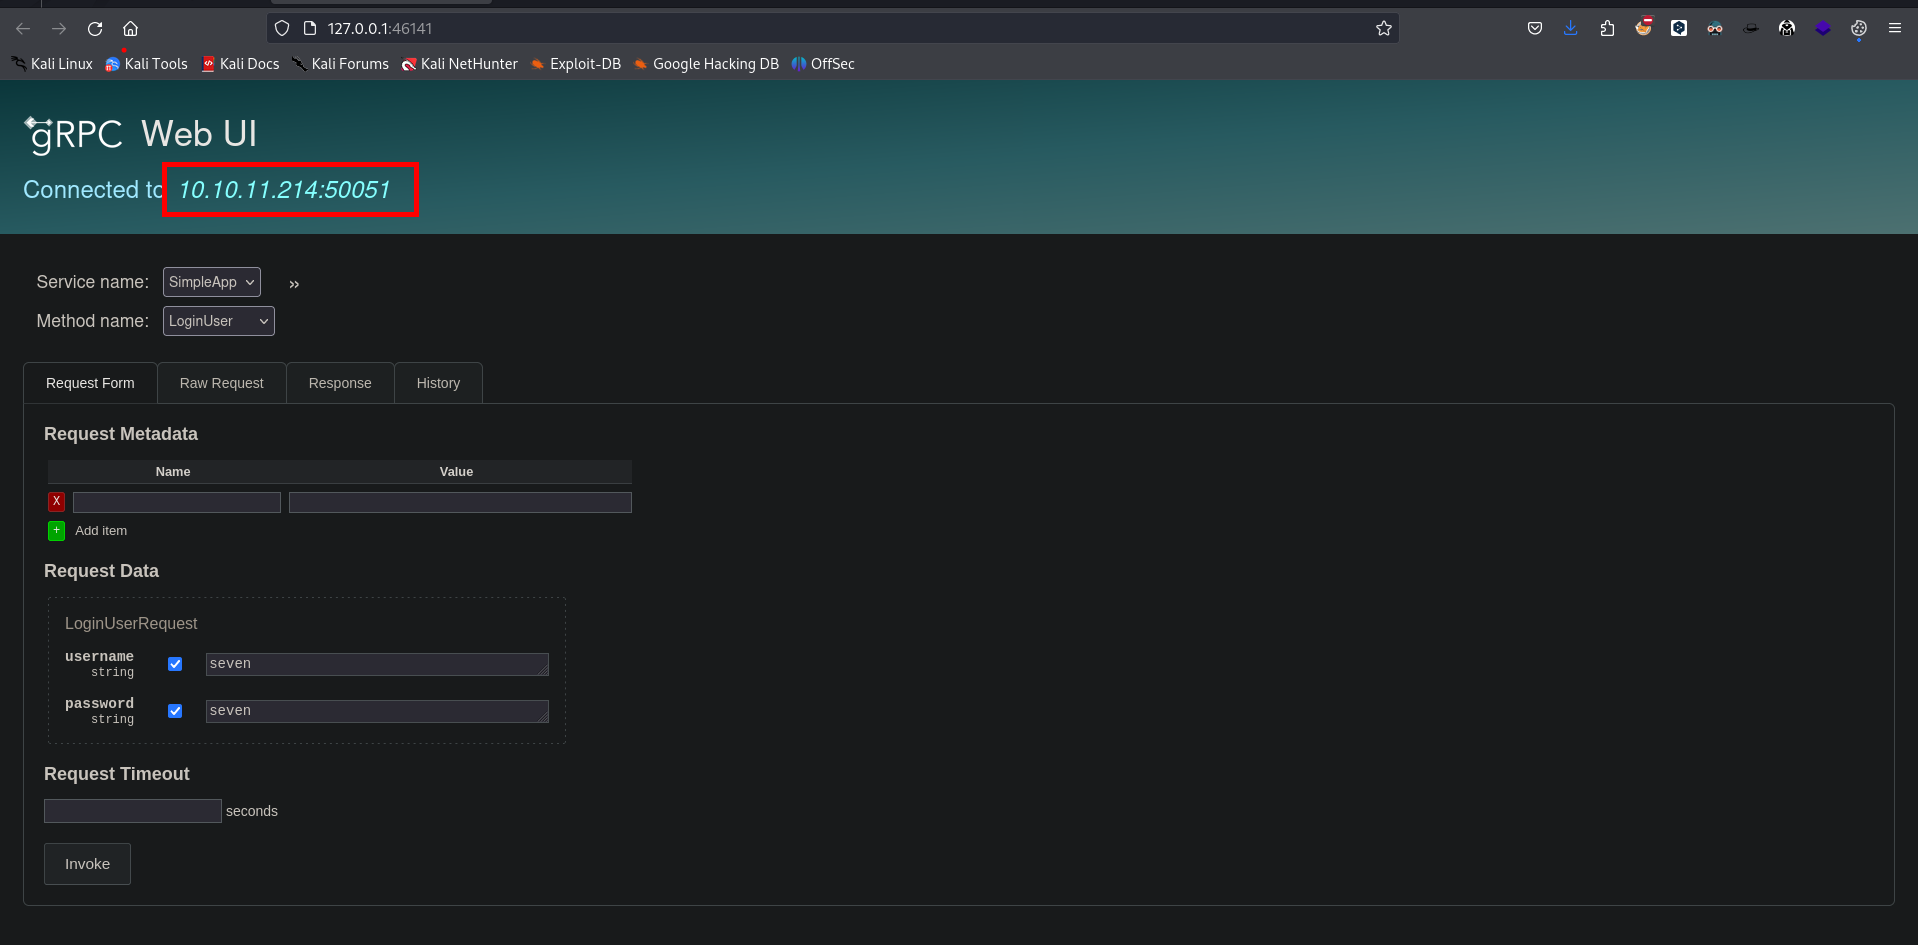 127.0.0.1:46141
Kali Linux Kali Tools Kali Docs Kali Forums Kali NetHunter Exploit-DB Google Hacking DB OffSec
gRPC Web UI
Connected to 10.10.11.214:50051
Service name: SimpleApp »
Method name: LoginUser
Request Form Raw Request Response History
Request Metadata
Name Value
X
+ Add item
Request Data
LoginUserRequest
username
string
seven
password
string
seven
Request Timeout
seconds
Invoke